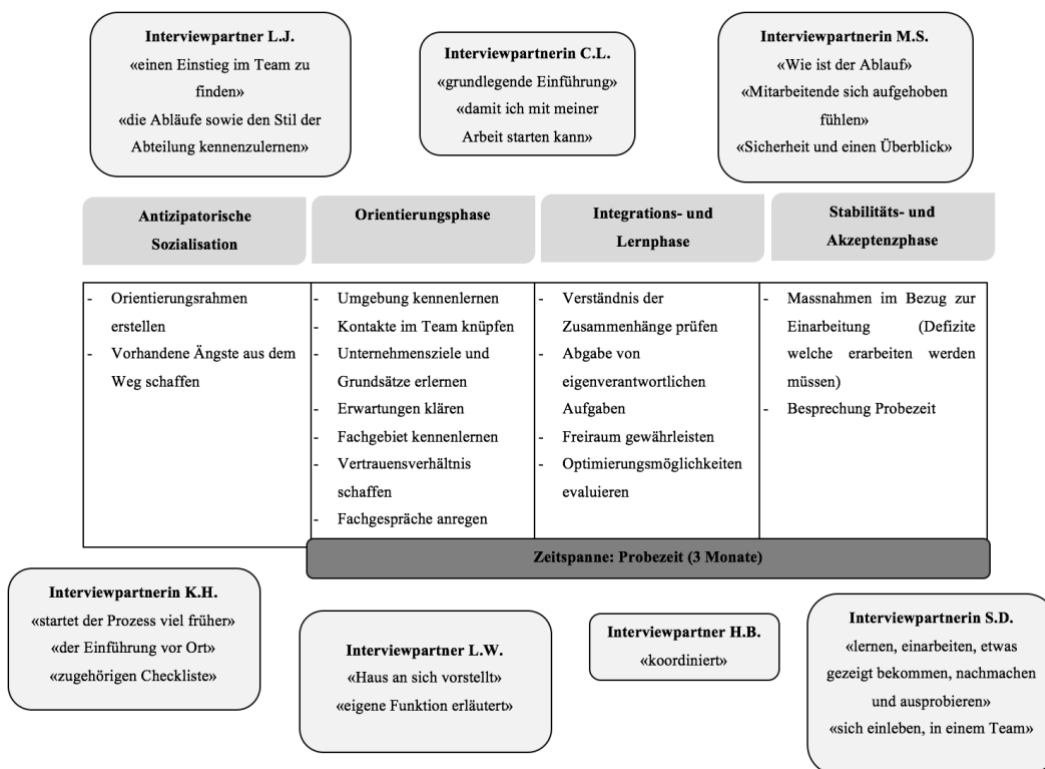 Interviewpartner L.J.
«einen Einstieg im Team zu
finden»
«die Abläufe sowie den Stil der
Abteilung kennenzulernen»
Interviewpartnerin C.L.
«grundlegende Einführung»
«damit ich mit meiner
Arbeit starten kann»
Interviewpartnerin M.S.
«Wie ist der Ablauf»
«Mitarbeitende sich aufgehoben
fühlen»
«Sicherheit und einen Überblick»
Antizipatorische
Sozialisation
Orientierungsphase
Integrations- und
Lernphase
Stabilitäts- und
Akzeptenzphase
- Orientierungsrahmen
erstellen
- Vorhandene Ängste aus dem
Weg schaffen
- Umgebung kennenlernen
- Kontakte im Team knüpfen
- Unternehmensziele und
Grundsätze erlernen
- Erwartungen klären
- Fachgebiet kennenlernen
- Vertrauensverhältnis
schaffen
- Fachgespräche anregen
- Verständnis der
Zusammenhänge prüfen
- Abgabe von
eigenverantwortlichen
Aufgaben
- Freiraum gewährleisten
- Optimierungsmöglichkeiten
evaluieren
- Massnahmen im Bezug zur
Einarbeitung (Defizite
welche erarbeiten werden
müssen)
- Besprechung Probezeit
Zeitspanne: Probezeit (3 Monate)
Interviewpartnerin K.H.
«startet der Prozess viel früher»
«der Einführung vor Ort»
«zugehörigen Checkliste»
Interviewpartner L.W.
«Haus an sich vorstellt»
«eigene Funktion erläutert»
Interviewpartner H.B.
«koordiniert»
Interviewpartnerin S.D.
«lernen, einarbeiten, etwas
gezeigt bekommen, nachmachen
und ausprobieren»
«sich einleben, in einem Team»